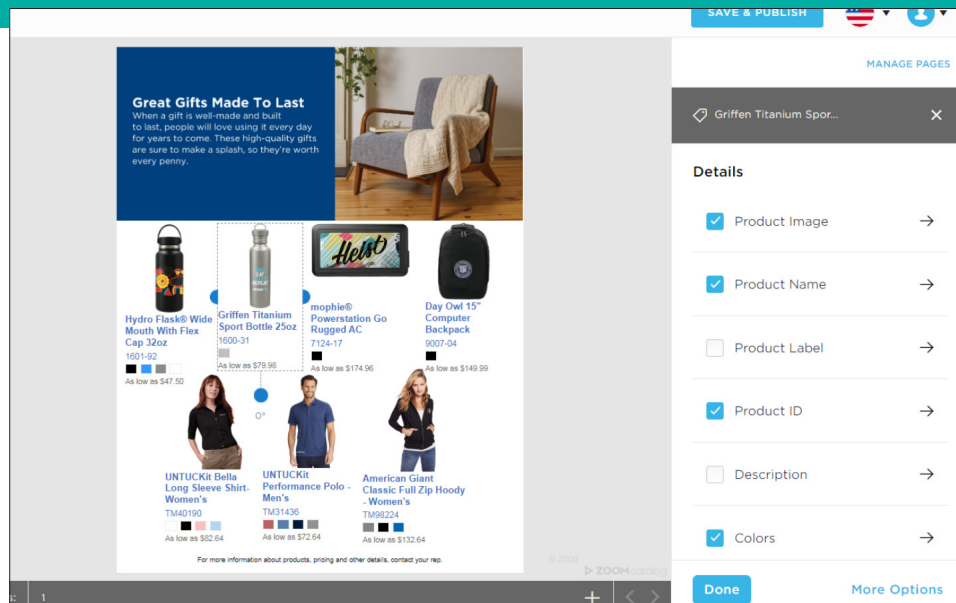 SAVE & PUBLISH
MANAGE PAGES
Griffen Titanium Spor...
Details
Product Image
Product Name
Product Label
Product ID
Description
Colors
Done
More Options
Great Gifts Made To Last
When a gift is well-made and built
to last, people will love using it every day
for years to come. These high-quality gifts
are sure to make a splash, so they're worth
every penny.
Heist
Hydro Flask® Wide
Mouth With Flex
Cap 32oz
1601-92
As low as $47.50
Griffen Titanium
Sport Bottle 25oz
1600-31
As low as $79.98
0°
mophie®
Powerstation Go
Rugged AC
7124-17
As low as $174.96
Day Owl 15"
Computer
Backpack
9007-04
As low as $149.99
UNTUCKit Bella
Long Sleeve Shirt-
Women's
TM40190
As low as $82.64
UNTUCKit
Performance Polo -
Men's
TM31436
As low as $72.64
American Giant
Classic Full Zip Hoody
- Women's
TM98224
As low as $132.64
For more information about products, pricing and other details, contact your rep.
© 2022
ZOOMcatalog
s: 1